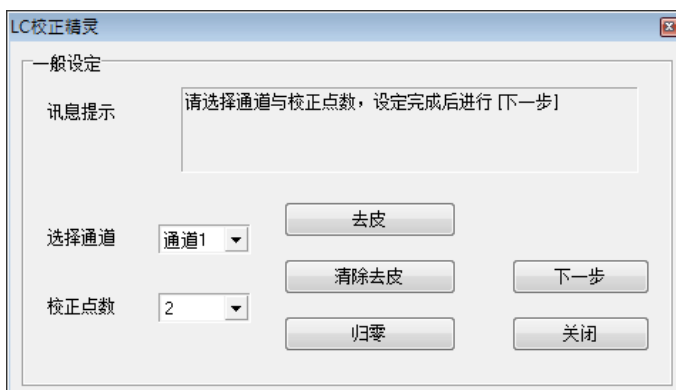 LC校正精灵
一般设定
讯息提示
请选择通道与校正点数，设定完成后进行 [下一步]
去皮
选择通道 通道1
清除去皮 下一步
校正点数 2
归零 关闭